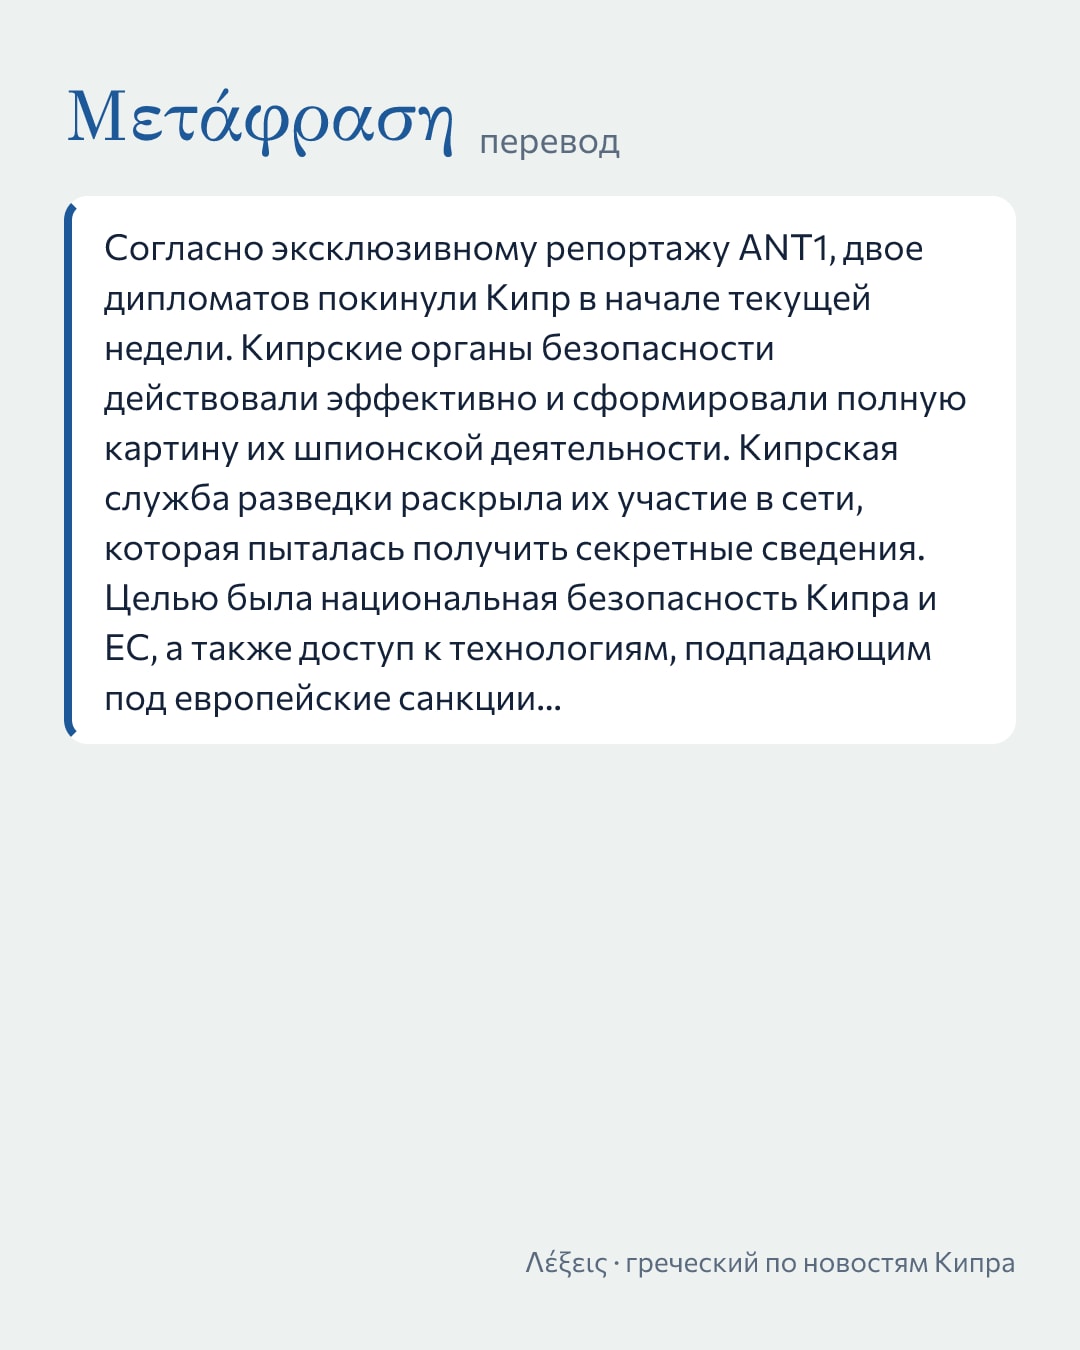 Μετάφραση перевод
Согласно эксклюзивному репортажу ANT1, двое
дипломатов покинули Кипр в начале текущей
недели. Кипрские органы безопасности
действовали эффективно и сформировали полную
картину их шпионской деятельности. Кипрская
служба разведки раскрыла их участие в сети,
которая пыталась получить секретные сведения.
Целью была национальная безопасность Кипра и
ЕС, а также доступ к технологиям, подпадающим
под европейские санкции...
Λέξεις · греческий по новостям Кипра